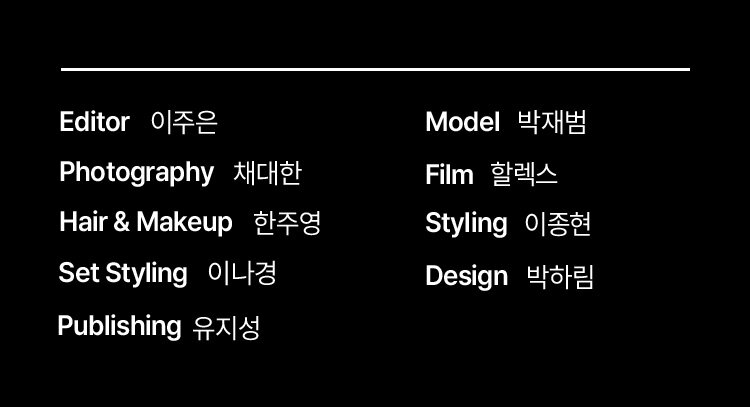 Editor 이주은
Photography 채대한
Hair & Makeup 한주영
Set Styling 이나경
Publishing 유지성
Model 박재범
Film 할렉스
Styling 이종현
Design 박하림